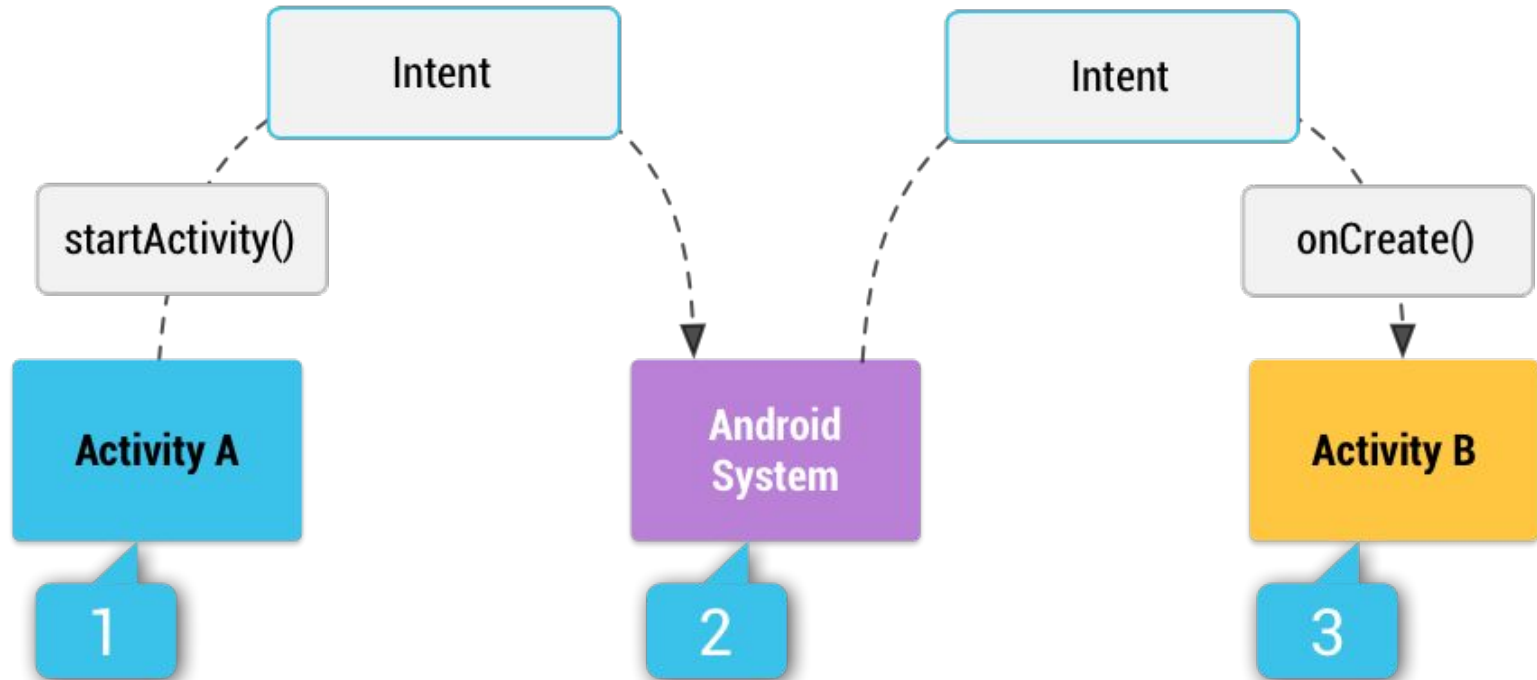 Intent
Intent
startActivity()
onCreate()
Activity A
Android
System
Activity B
1
2
3